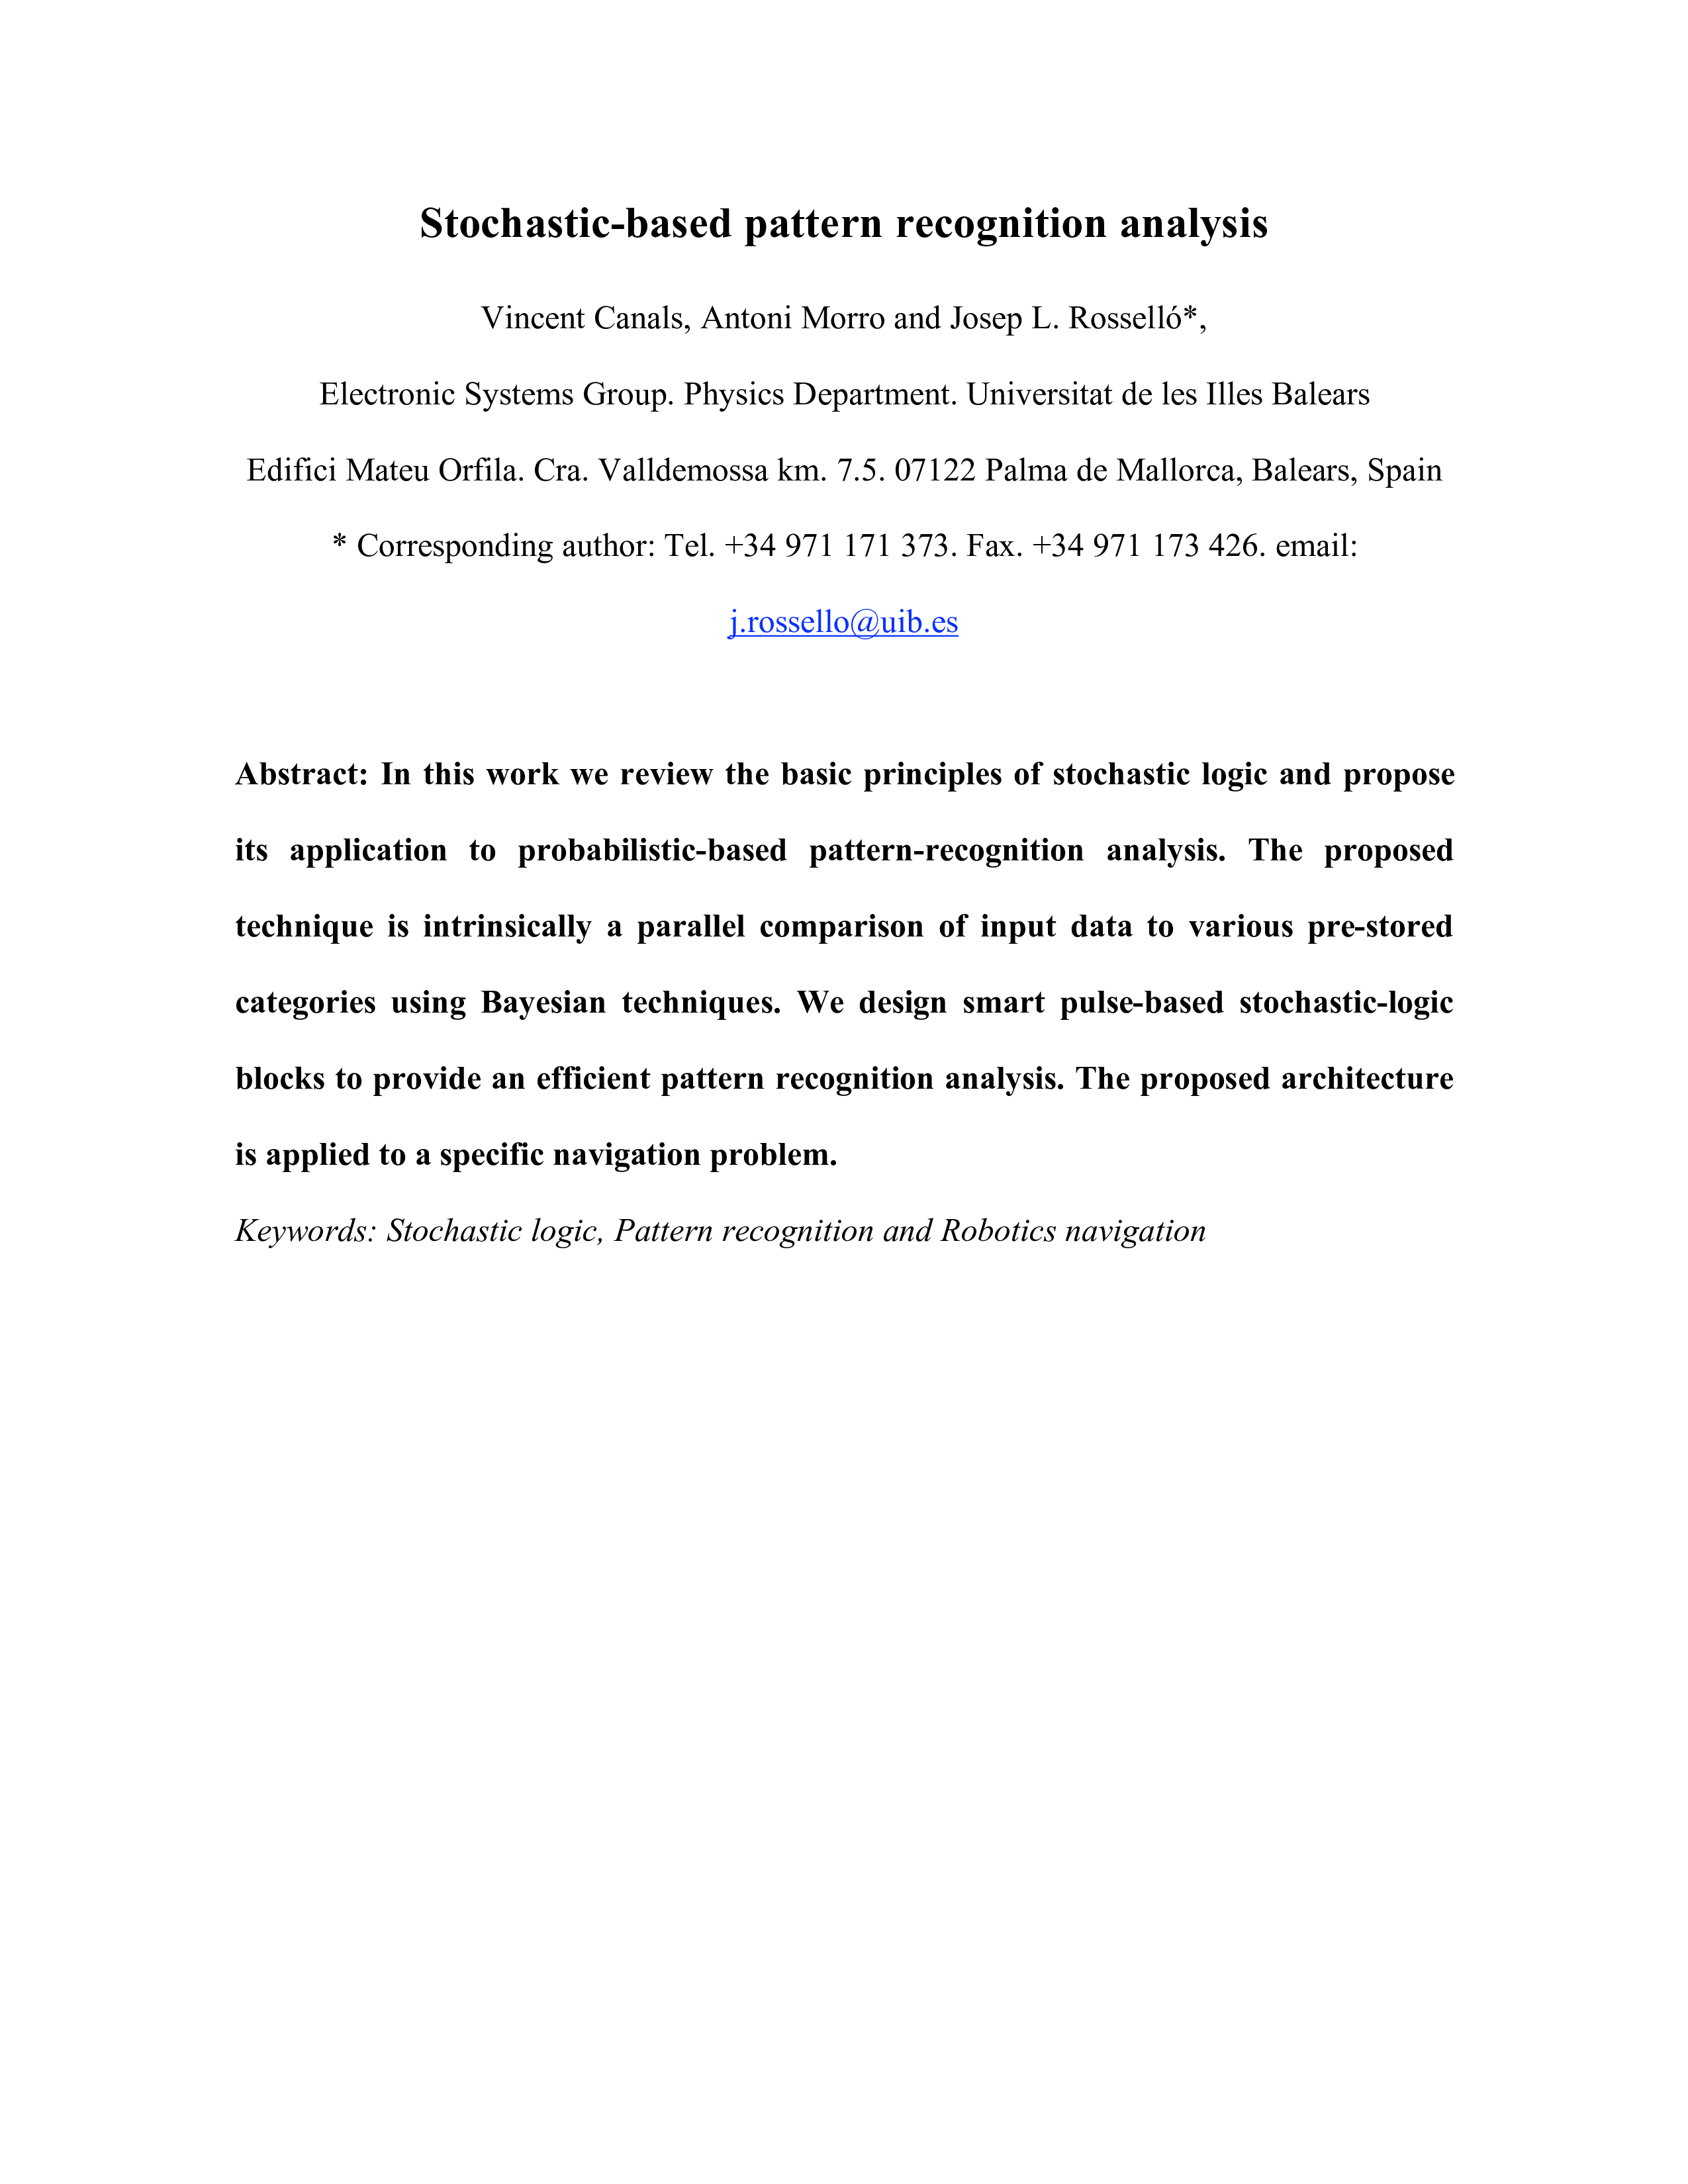 Stochastic-based pattern recognition analysis
Vincent Canals, Antoni Morro and Josep L. Rosselló*,
Electronic Systems Group. Physics Department. Universitat de les Illes Balears
Edifici Mateu Orfila. Cra. Valldemossa km. 7.5. 07122 Palma de Mallorca, Balears, Spain
* Corresponding author: Tel. +34 971 171 373. Fax. +34 971 173 426. email:
j.rossello@uib.es
Abstract: In this work we review the basic principles of stochastic logic and propose
its application to probabilistic-based pattern-recognition analysis. The proposed
technique is intrinsically a parallel comparison of input data to various pre-stored
categories using Bayesian techniques. We design smart pulse-based stochastic-logic
blocks to provide an efficient pattern recognition analysis. The proposed architecture
is applied to a specific navigation problem.
Keywords: Stochastic logic, Pattern recognition and Robotics navigation